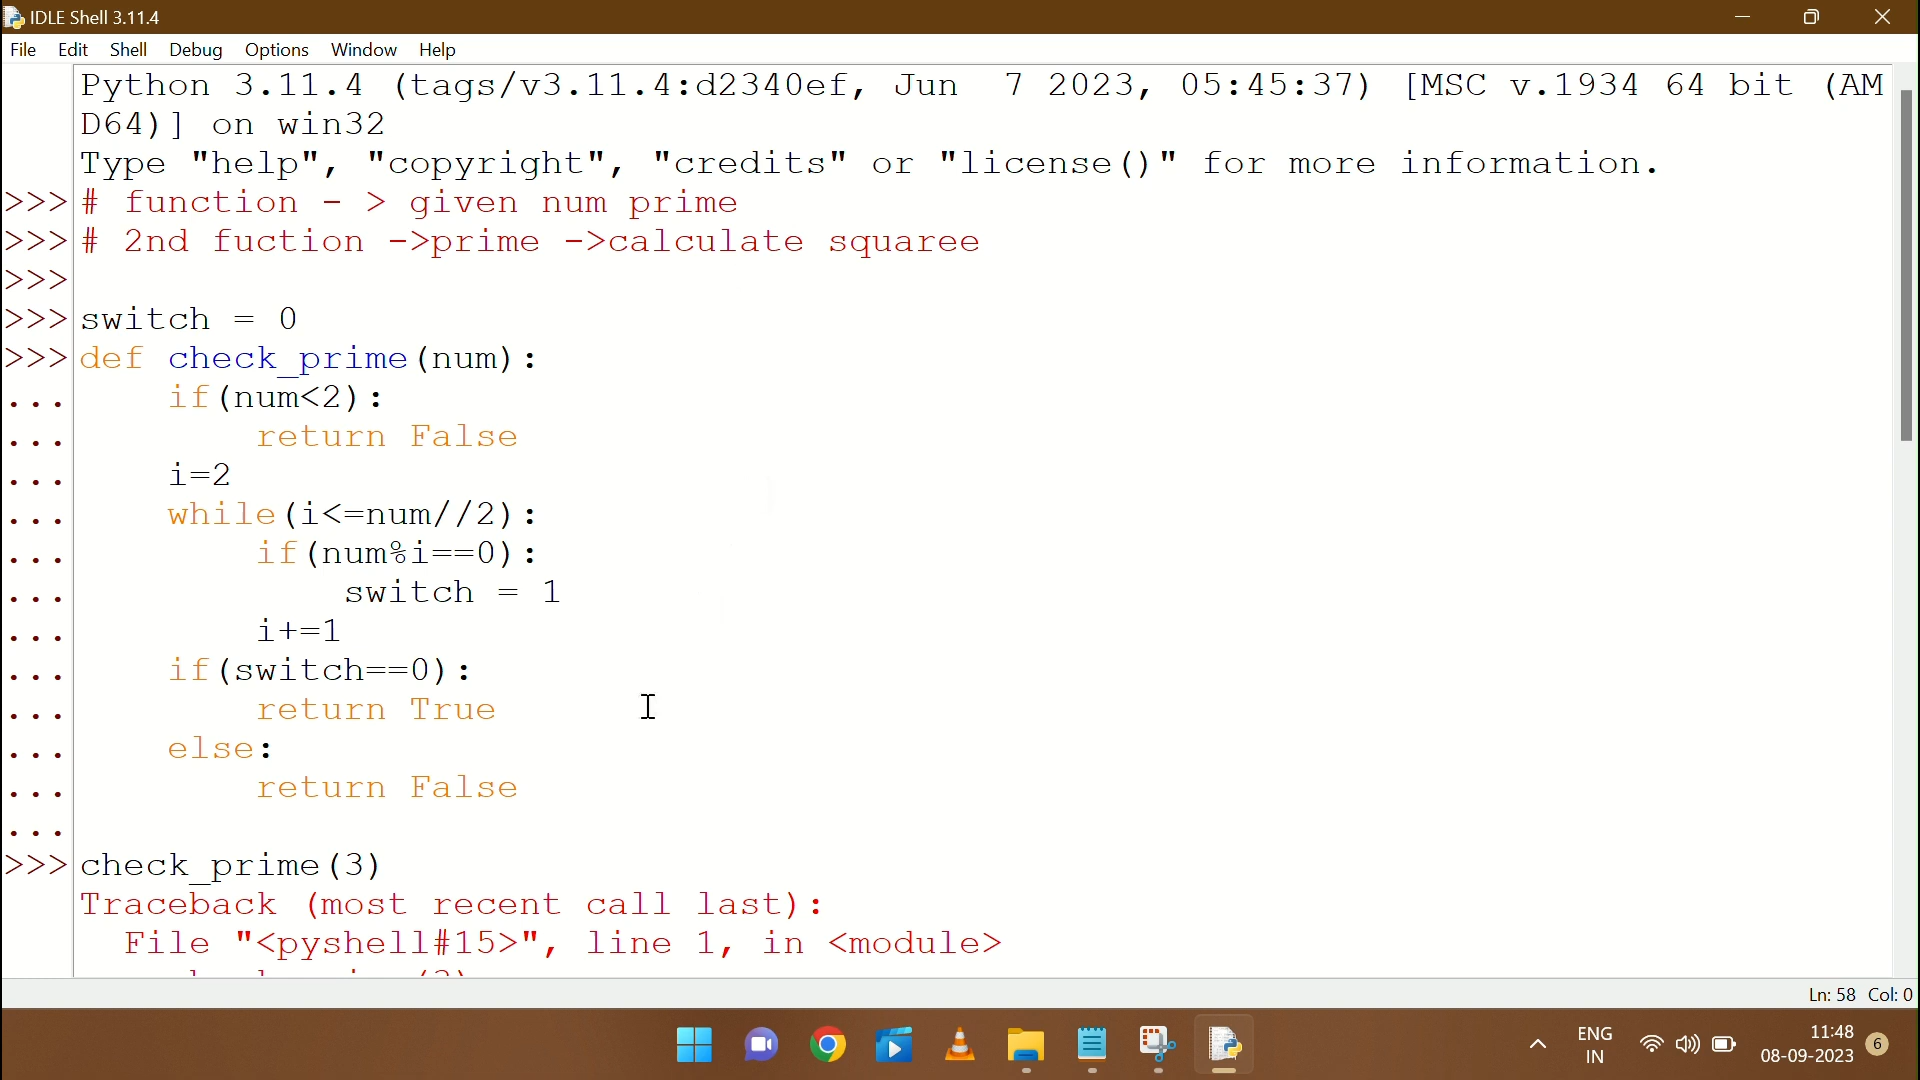 IDLE Shell 3.11.4
File Edit Shell Debug Options Window Help
Python 3.11.4 (tags/v3.11.4:d2340ef, Jun  7 2023, 05:45:37) [MSC v.1934 64 bit (AM
D64)] on win32
Type "help", "copyright", "credits" or "license()" for more information.
>>> # function - > given num prime
>>> # 2nd fuction ->prime ->calculate squaree
>>>
>>> switch = 0
>>> def check_prime(num):
...     if(num<2):
...         return False
...     i=2
...     while(i<=num//2):
...         if(num%i==0):
...             switch = 1
...         i+=1
...     if(switch==0):
...         return True
...     else:
...         return False
...
>>> check_prime(3)
Traceback (most recent call last):
  File "<pyshell#15>", line 1, in <module>
Ln: 58 Col: 0
ENG
IN
11:48
08-09-2023
6